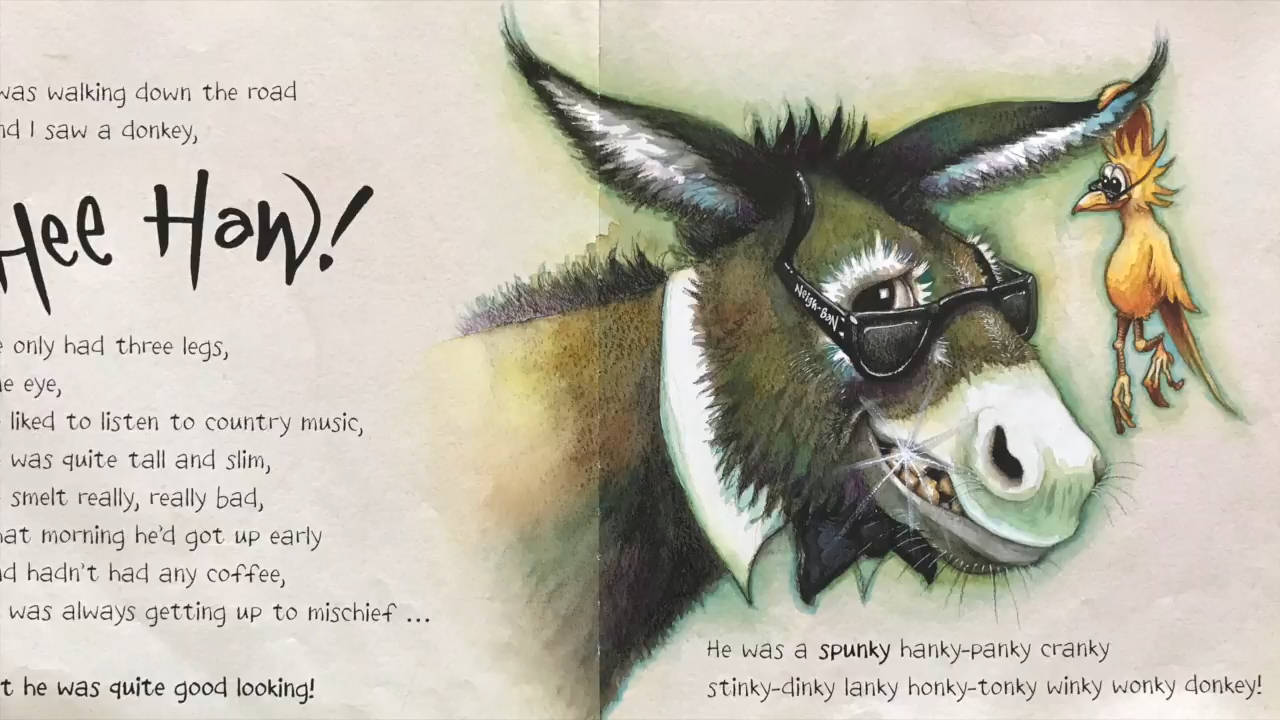 was walking down the road
nd I saw a donkey,
Hee Haw!
e only had three legs,
ne eye,
liked to listen to country music,
was quite tall and slim,
smelt really, really bad,
hat morning he'd got up early
nd hadn't had any coffee,
was always getting up to mischief ...
t he was quite good looking!
Neigh-Beg
He was a spunky hanky-panky cranky
stinky-dinky lanky honky-tonky winky wonky donkey!